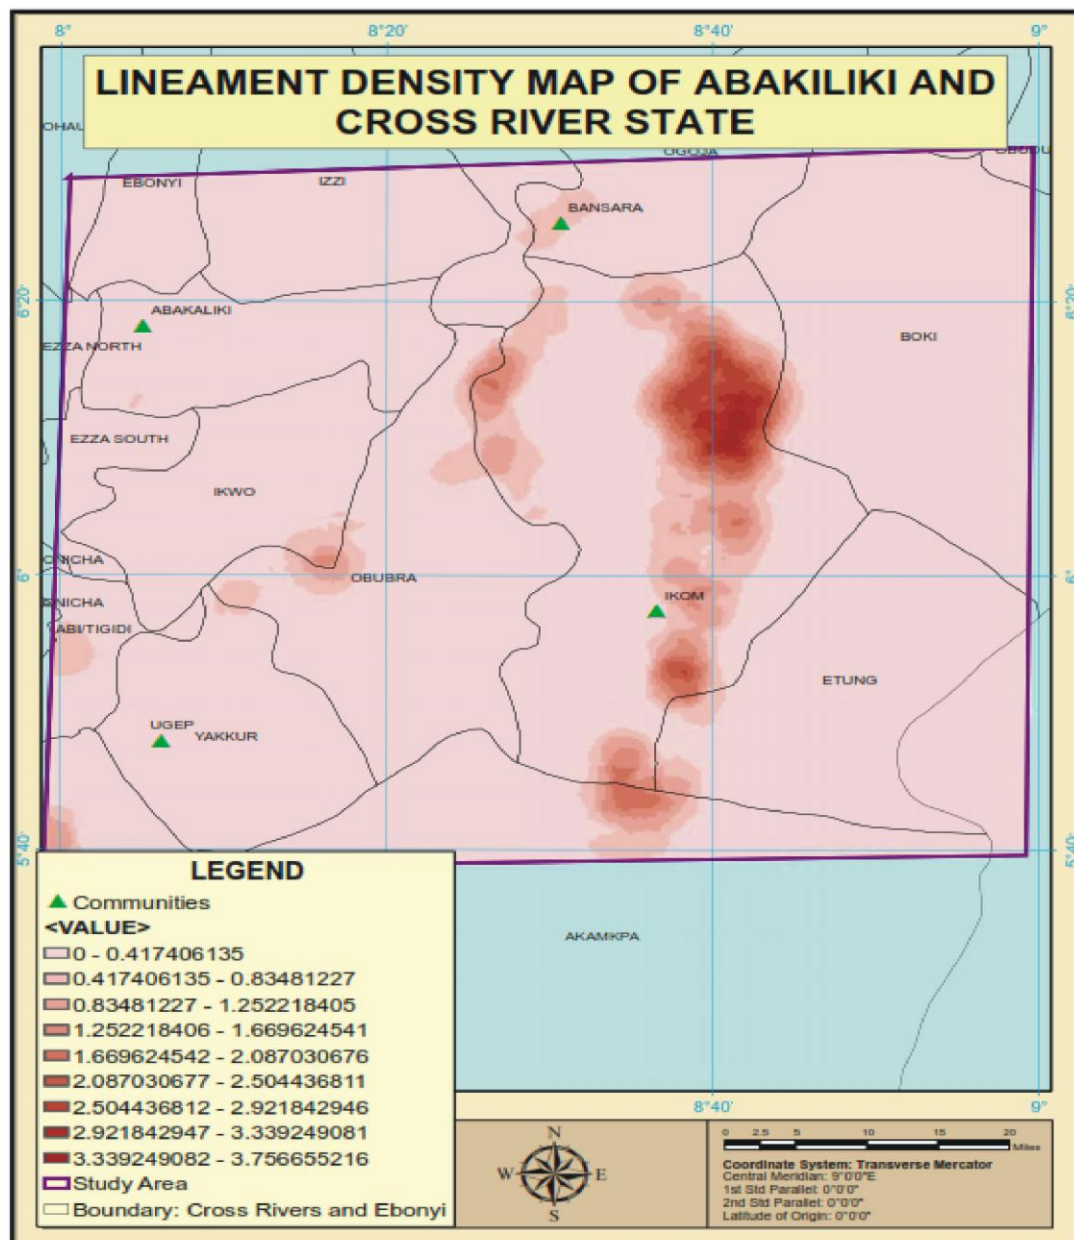 8°
8°20'
8°40'
9°
LINEAMENT DENSITY MAP OF ABAKILIKI AND
CROSS RIVER STATE
OHAU
OGOJA
OBUDU
EBONYI
IZZI
BANSARA
6°20'
6°20'
ABAKALIKI
BOKI
EZZA NORTH
EZZA SOUTH
IKWO
ONICHA
6°
OBUBRA
6°
ONICHA
IKOM
ABI/TIGIDI
ETUNG
UGEP
YAKKUR
5°40'
5°40'
LEGEND
Communities
<VALUE>
0 - 0.417406135
0.417406135 - 0.83481227
0.83481227 - 1.252218405
1.252218406 - 1.669624541
1.669624542 - 2.087030676
2.087030677 - 2.504436811
2.504436812 - 2.921842946
2.921842947 - 3.339249081
3.339249082 - 3.756655216
Study Area
Boundary: Cross Rivers and Ebonyi
AKAMKPA
8°40'
9°
N
W E
S
0 2.5 5 10 15 20
Miles
Coordinate System: Transverse Mercator
Central Meridian: 9°0'0"E
1st Std Parallel: 0°0'0"
2nd Std Parallel: 0°0'0"
Latitude of Origin: 0°0'0"